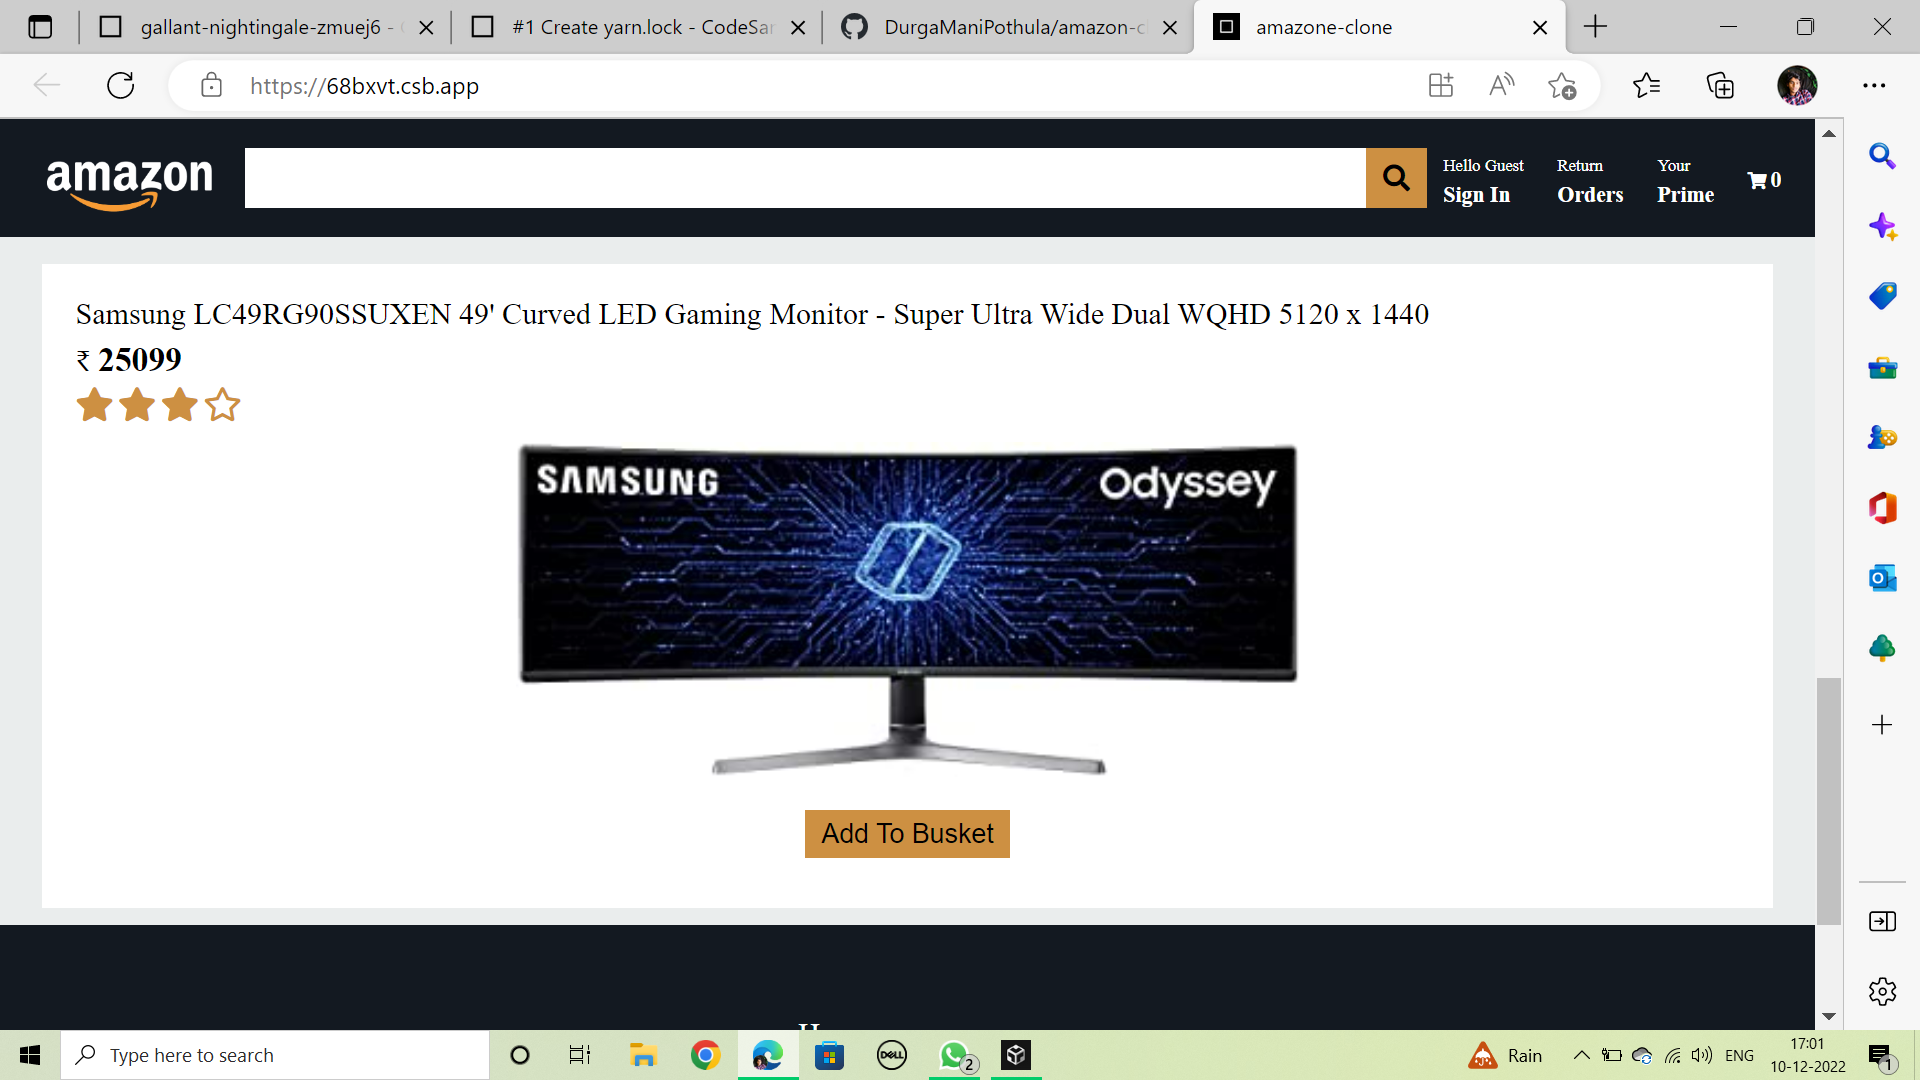 gallant-nightingale-zmuej6 -
#1 Create yarn.lock - CodeSar
DurgaManiPothula/amazon-c
amazone-clone
https://68bxvt.csb.app
amazon
Hello Guest
Sign In
Return
Orders
Your
Prime
0
Samsung LC49RG90SSUXEN 49' Curved LED Gaming Monitor - Super Ultra Wide Dual WQHD 5120 x 1440
₹ 25099
SAMSUNG
Odyssey
Add To Busket
Type here to search
DELL
2
Rain
ENG
17:01
10-12-2022
1